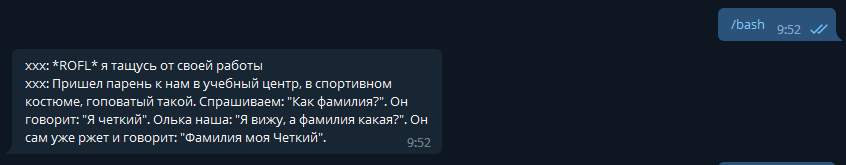 /bash 9:52
xxx: *ROFL* я тащусь от своей работы
xxx: Пришел парень к нам в учебный центр, в спортивном
костюме, гоповатый такой. Спрашиваем: "Как фамилия?". Он
говорит: "Я четкий". Олька наша: "Я вижу, а фамилия какая?". Он
сам уже ржет и говорит: "Фамилия моя Четкий".
9:52